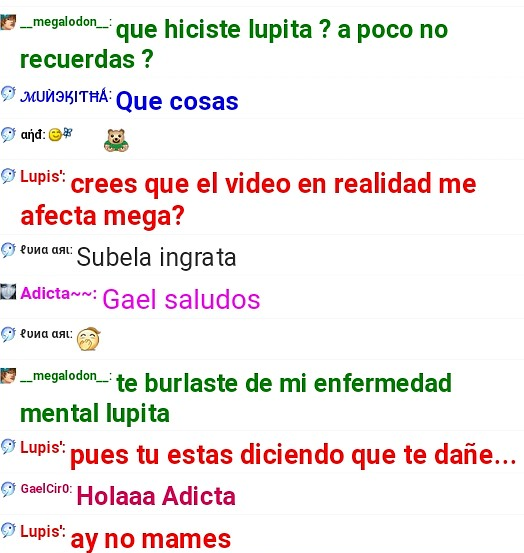 __megalodon__: que hiciste lupita ? a poco no
recuerdas ?
ℳUЙЭӃIƬĦÁ: Que cosas
αήđ:
Lupis': crees que el video en realidad me
afecta mega?
ℓυиα αяι: Subela ingrata
Adicta~~: Gael saludos
ℓυиα αяι:
__megalodon__: te burlaste de mi enfermedad
mental lupita
Lupis': pues tu estas diciendo que te dañe...
GaelCir0: Holaaa Adicta
Lupis': ay no mames